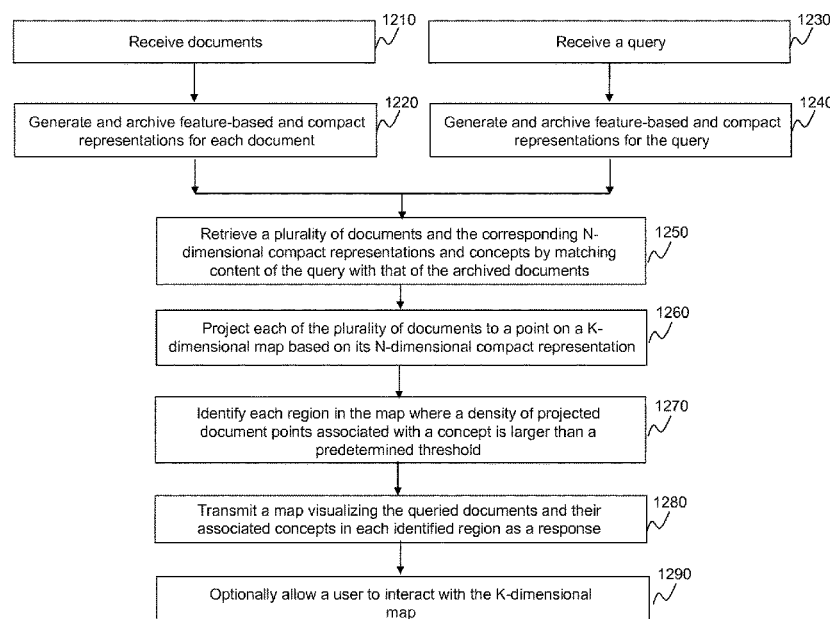 1210
Receive documents
1230
Receive a query
1220
Generate and archive feature-based and compact
representations for each document
1240
Generate and archive feature-based and compact
representations for the query
1250
Retrieve a plurality of documents and the corresponding N-
dimensional compact representations and concepts by matching
content of the query with that of the archived documents
1260
Project each of the plurality of documents to a point on a K-
dimensional map based on its N-dimensional compact representation
1270
Identify each region in the map where a density of projected
document points associated with a concept is larger than a
predetermined threshold
1280
Transmit a map visualizing the queried documents and their
associated concepts in each identified region as a response
1290
Optionally allow a user to interact with the K-dimensional
map